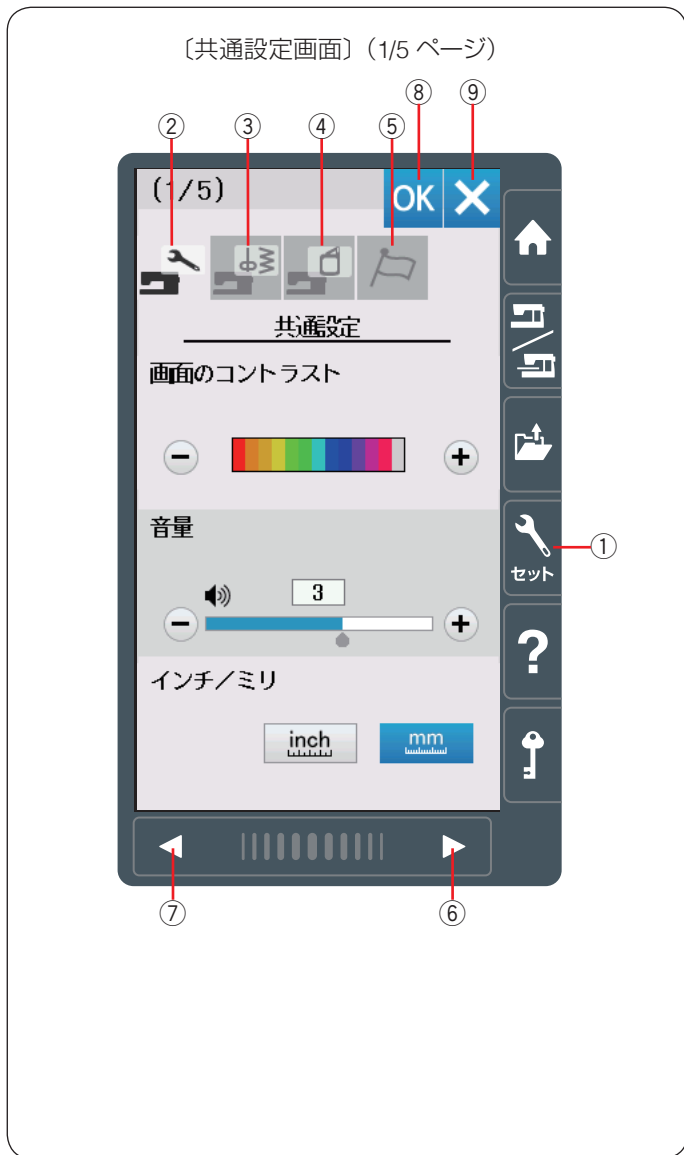 〔共通設定画面〕（1/5 ページ）
⑧ ⑨
② ③ ④ ⑤
(1/5) OK ×
共通設定
画面のコントラスト
− +
音量
①
セット
3
− +
?
インチ／ミリ
inch mm
⑦ ⑥